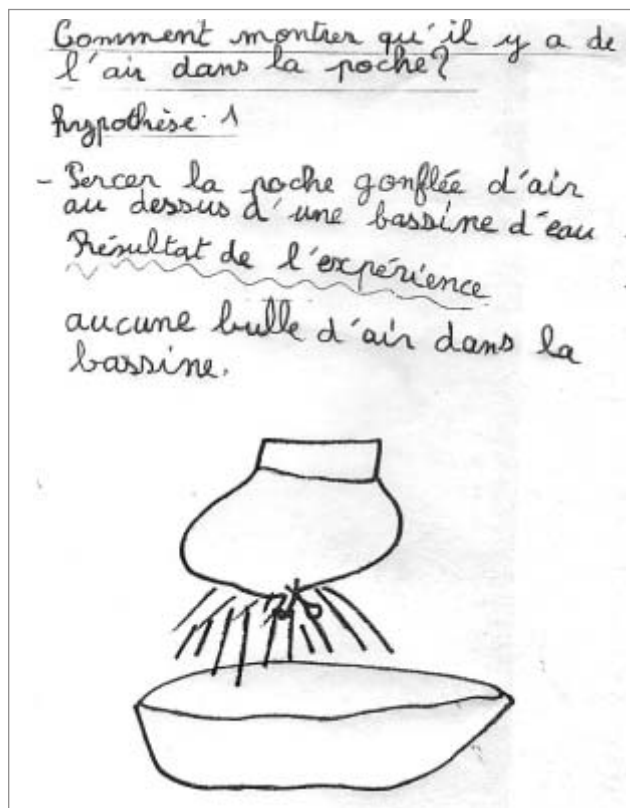 Comment montrer qu'il y a de
l'air dans la poche?
hypothèse 1
- Percer la poche gonflée d'air
au dessus d'une bassine d'eau.
Résultat de l'expérience
aucune bulle d'air dans la
bassine.